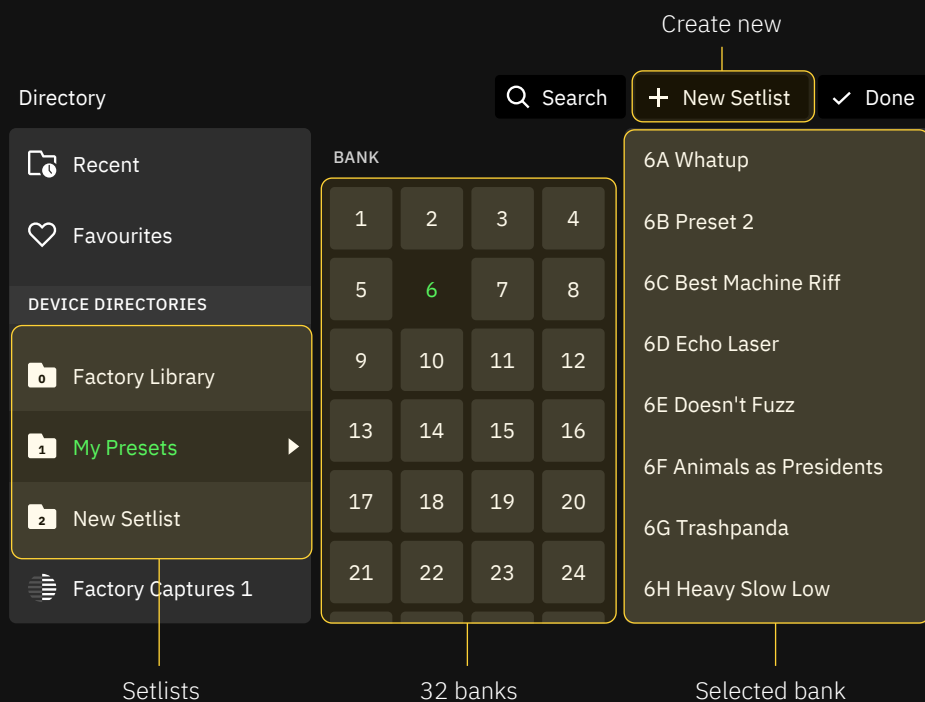 Create new
Directory
Search
New Setlist
Done
Recent
Favourites
DEVICE DIRECTORIES
0 Factory Library
1 My Presets
2 New Setlist
Factory Captures 1
BANK
1 2 3 4
5 6 7 8
9 10 11 12
13 14 15 16
17 18 19 20
21 22 23 24
6A Whatup
6B Preset 2
6C Best Machine Riff
6D Echo Laser
6E Doesn't Fuzz
6F Animals as Presidents
6G Trashpanda
6H Heavy Slow Low
Setlists
32 banks
Selected bank